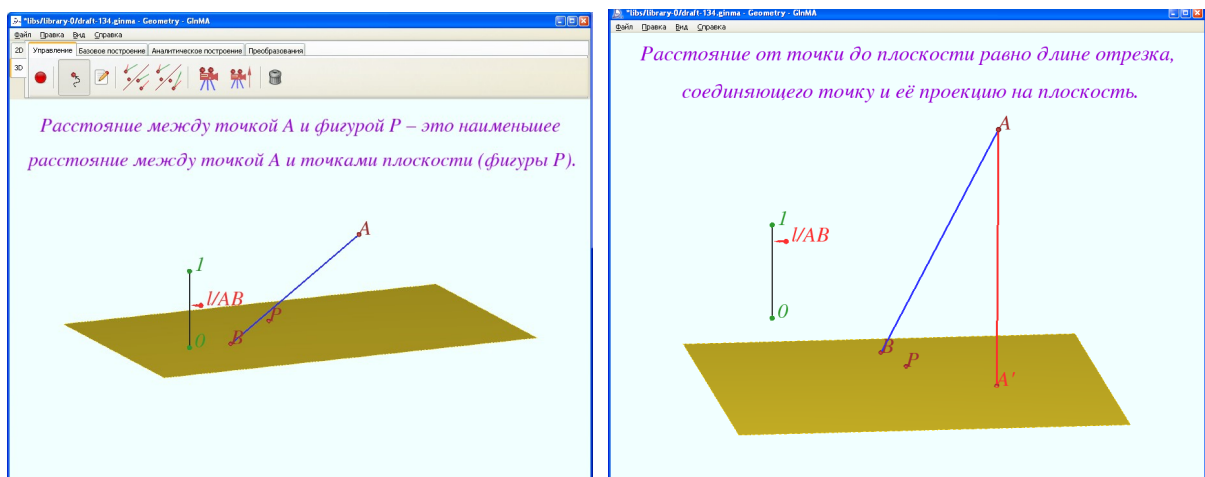 *libs/library-0/draft-134.ginma - Geometry - GInMA
Файл Правка Вид Справка
2D Управление Базовое построение Аналитическое построение Преобразования
3D
Расстояние между точкой A и фигурой P – это наименьшее
расстояние между точкой A и точками плоскости (фигуры P).
A
1
l/AB
P
B
0
*libs/library-0/draft-134.ginma - Geometry - GInMA
Файл Правка Вид Справка
Расстояние от точки до плоскости равно длине отрезка,
соединяющего точку и её проекцию на плоскость.
A
1
l/AB
0
B
P
A'